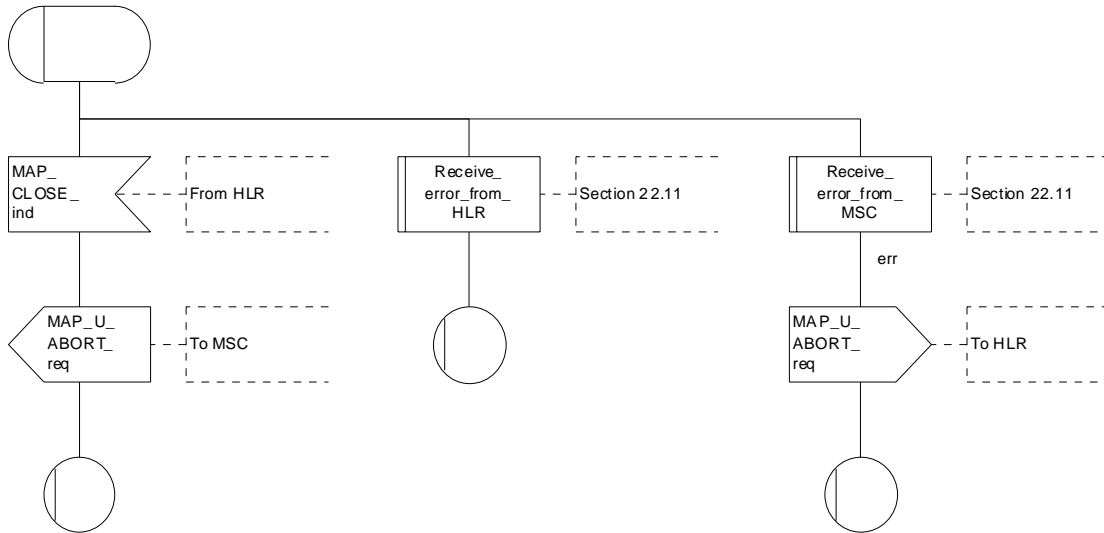 MAP_
CLOSE_
ind
From HLR
Receive_
error_from_
HLR
Section 22.11
Receive_
error_from_
MSC
Section 22.11
err
MAP_U_
ABORT_
req
To MSC
MAP_U_
ABORT_
req
To HLR